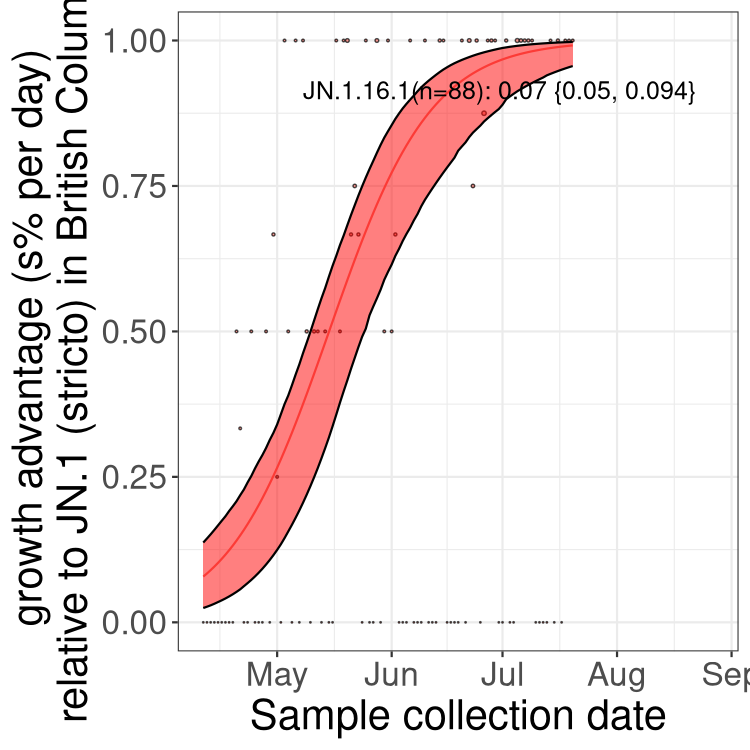 growth advantage (s% per day)
relative to JN.1 (stricto) in British Colum
1.00
0.75
0.50
0.25
0.00
JN.1.16.1(n=88): 0.07 {0.05, 0.094}
May Jun Jul Aug Sep
Sample collection date